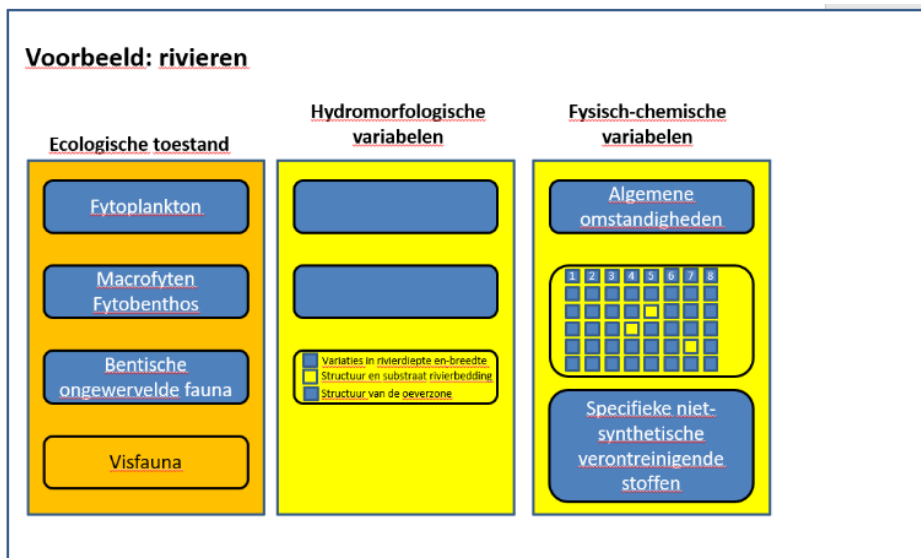 Voorbeeld: rivieren
Ecologische toestand
Fytoplankton
Macrofyten
Fytobenthos
Bentische
ongewervelde fauna
Visfauna
Hydromorfologische
variabelen
Variaties in rivierdiepte en-breedte
Structuur en substraat rivierbedding
Structuur van de oeverzone
Fysisch-chemische
variabelen
Algemene
omstandigheden
1 2 3 4 5 6 7 8
Specifieke niet-
synthetische
verontreinigende
stoffen